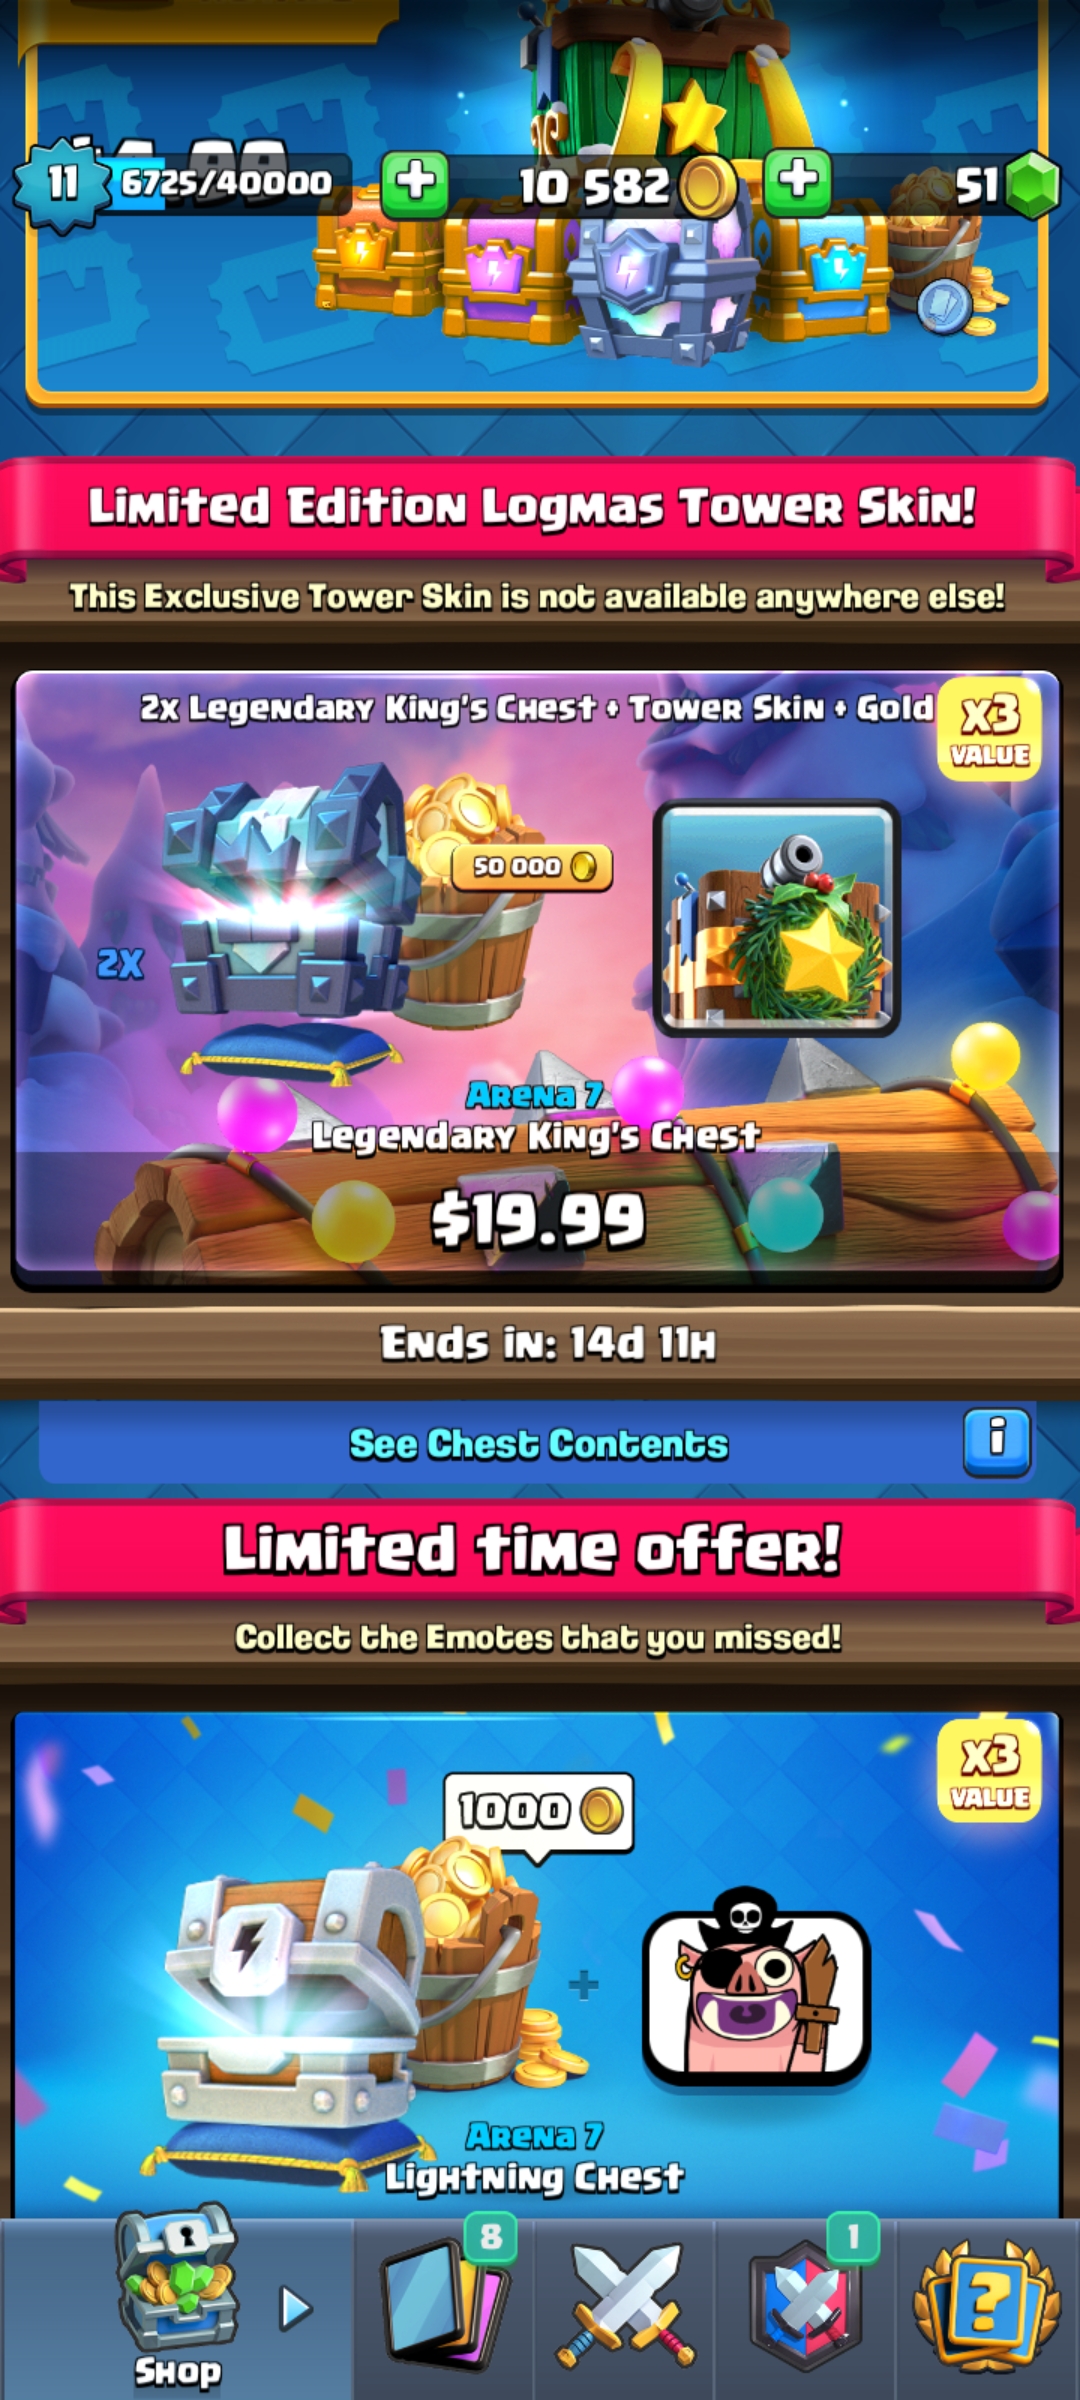 11
6725/40000
10 582
51
Limited Edition Logmas Tower Skin!
This Exclusive Tower Skin is not available anywhere else!
2x Legendary King's Chest + Tower Skin + Gold
x3
VALUE
50 000
2X
Arena 7
Legendary King's Chest
$19.99
Ends in: 14d 11h
See Chest Contents
i
Limited time offer!
Collect the Emotes that you missed!
x3
VALUE
1000
+
Arena 7
Lightning Chest
8
1
?
Shop